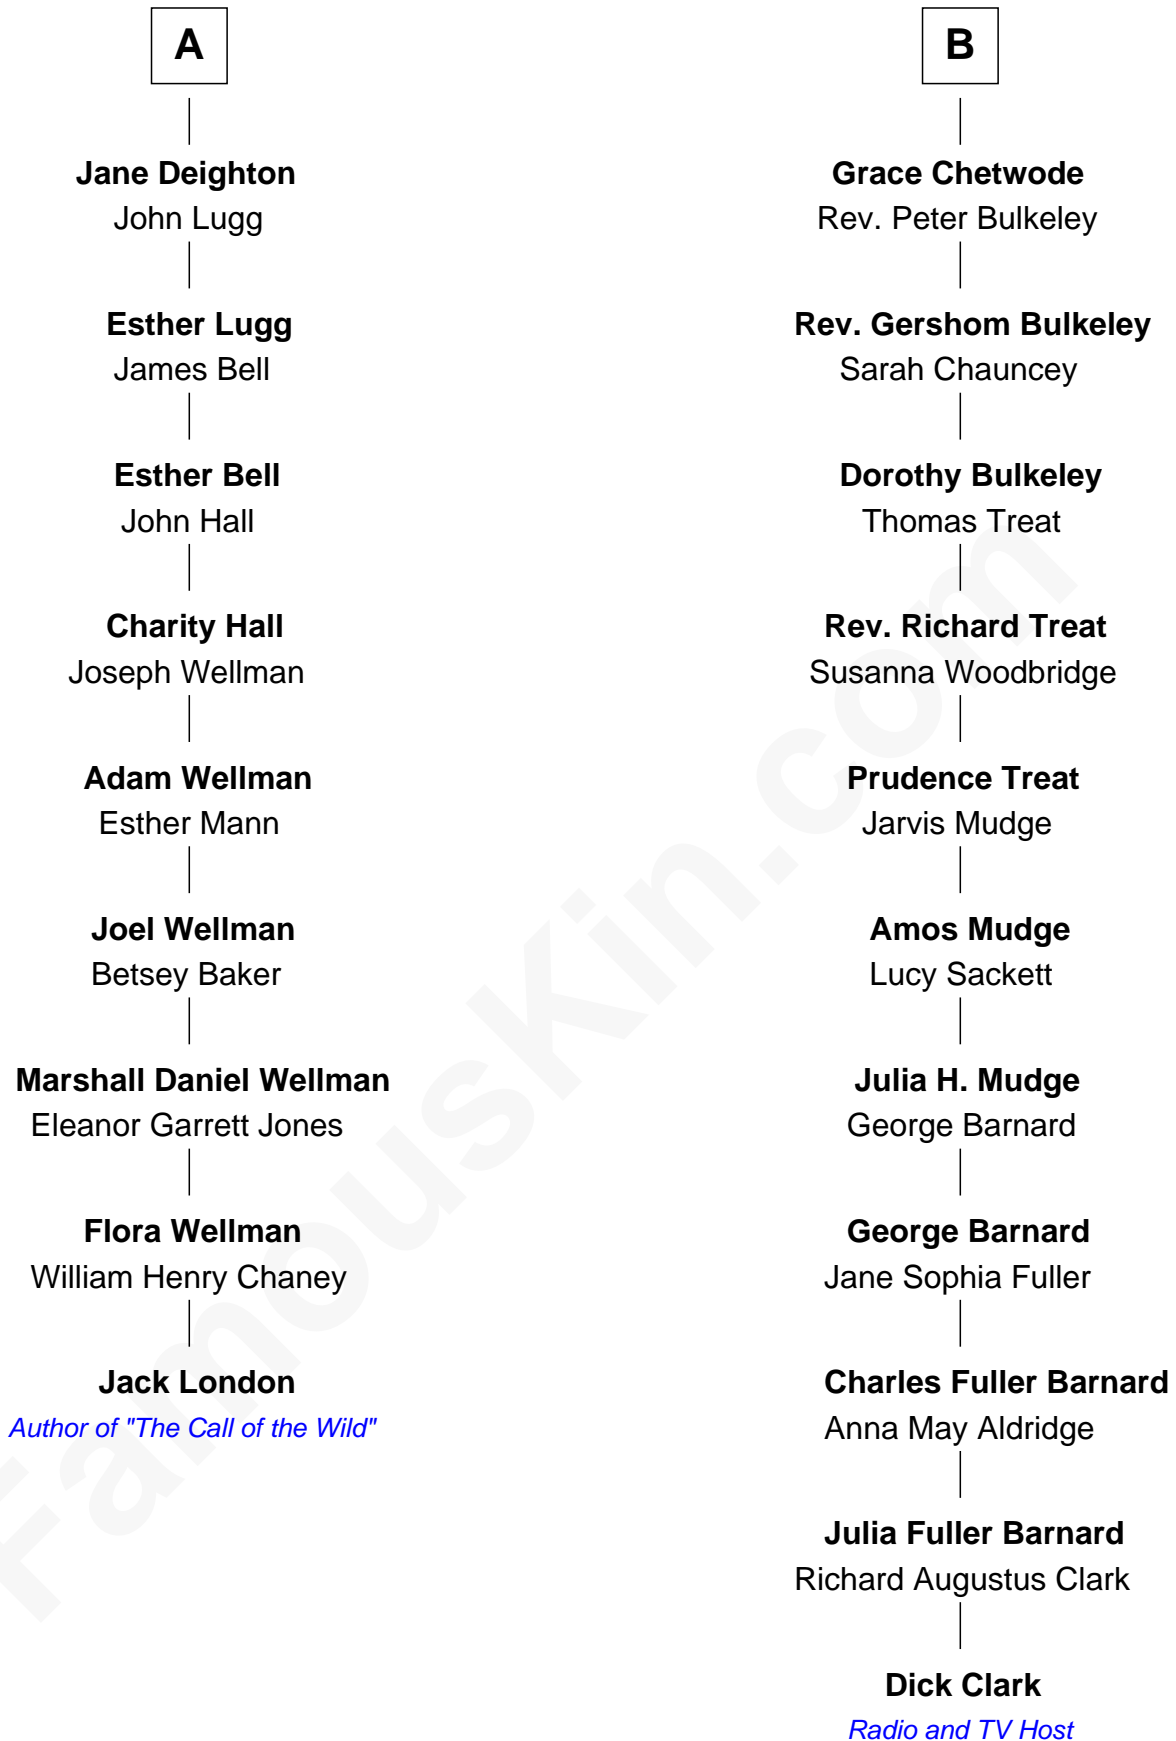 A
Jane Deighton
John Lugg
Esther Lugg
James Bell
Esther Bell
John Hall
Charity Hall
Joseph Wellman
Adam Wellman
Esther Mann
Joel Wellman
Betsey Baker
Marshall Daniel Wellman
Eleanor Garrett Jones
Flora Wellman
William Henry Chaney
Jack London
Author of "The Call of the Wild"
B
Grace Chetwode
Rev. Peter Bulkeley
Rev. Gershom Bulkeley
Sarah Chauncey
Dorothy Bulkeley
Thomas Treat
Rev. Richard Treat
Susanna Woodbridge
Prudence Treat
Jarvis Mudge
Amos Mudge
Lucy Sackett
Julia H. Mudge
George Barnard
George Barnard
Jane Sophia Fuller
Charles Fuller Barnard
Anna May Aldridge
Julia Fuller Barnard
Richard Augustus Clark
Dick Clark
Radio and TV Host
FamousKin.com